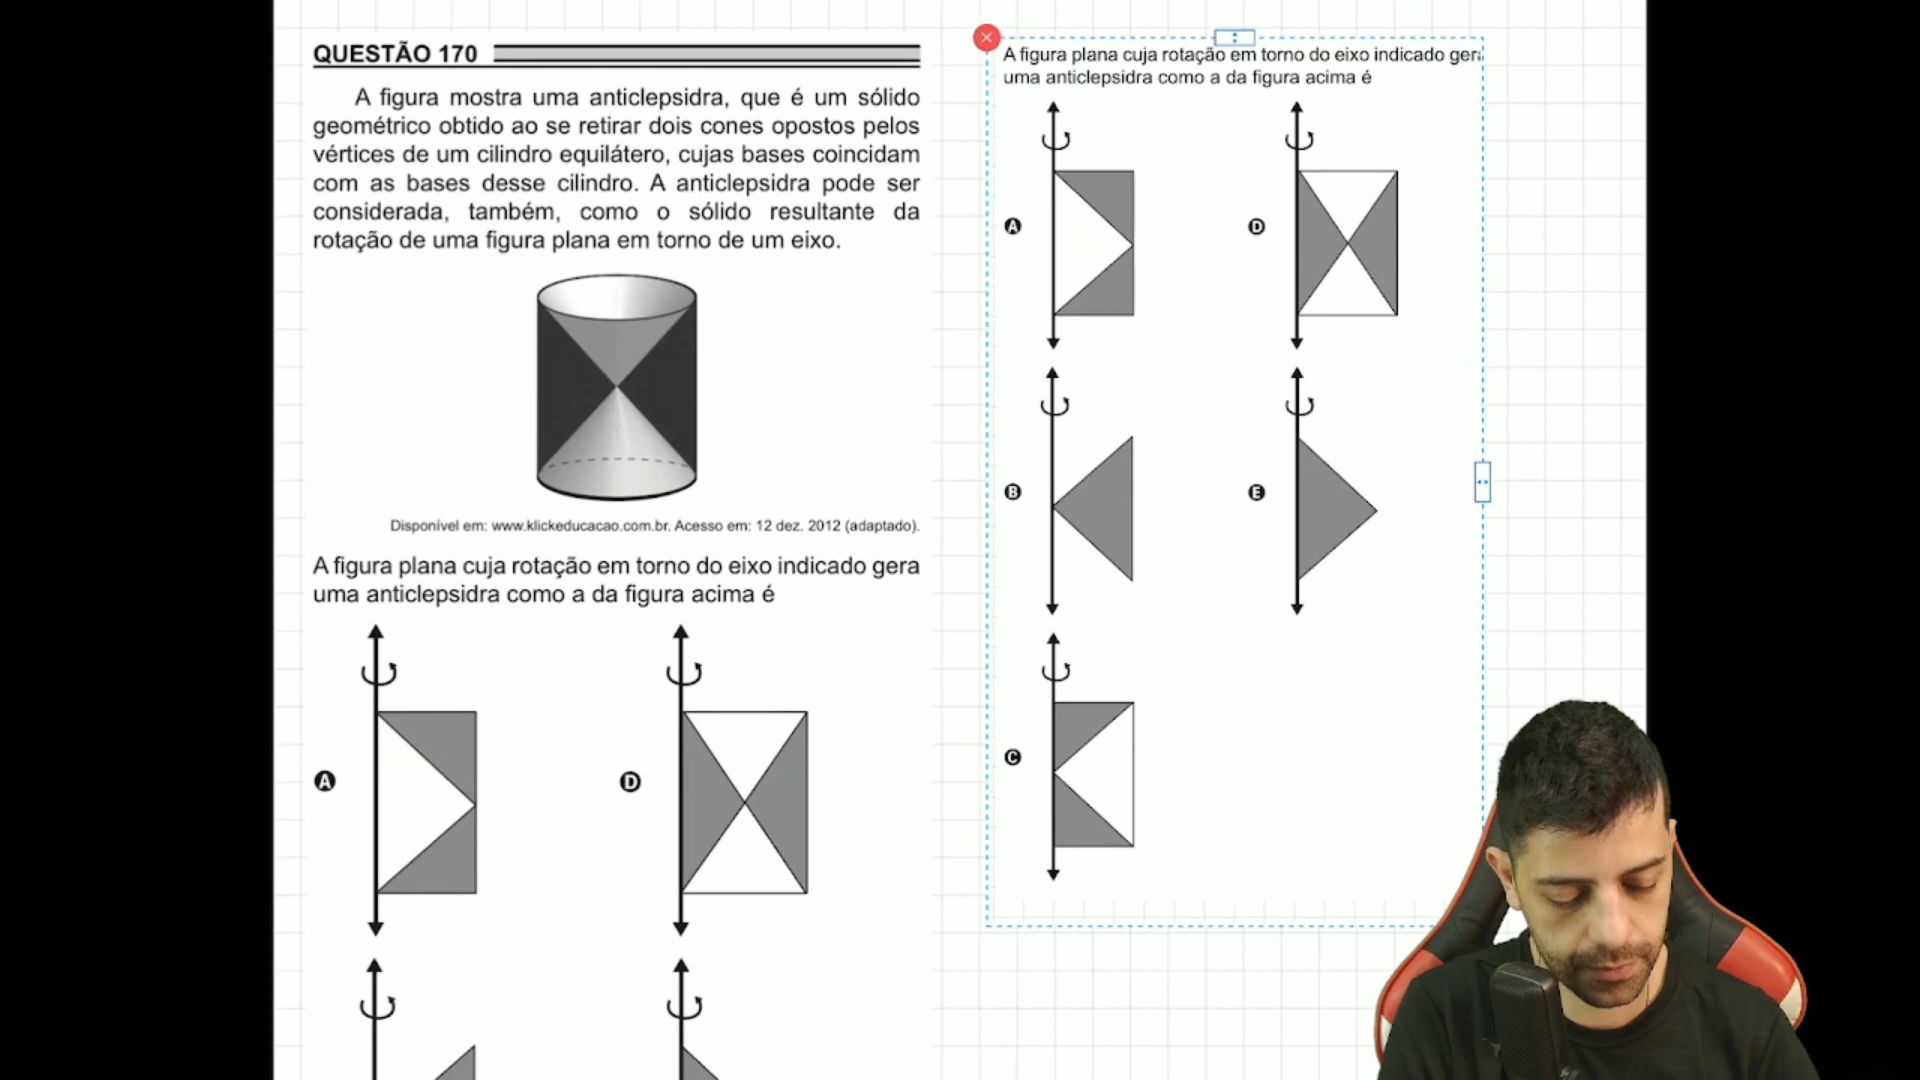 QUESTÃO 170
A figura mostra uma anticlepsidra, que é um sólido
geométrico obtido ao se retirar dois cones opostos pelos
vértices de um cilindro equilátero, cujas bases coincidam
com as bases desse cilindro. A anticlepsidra pode ser
considerada, também, como o sólido resultante da
rotação de uma figura plana em torno de um eixo.
Disponível em: www.klickeducacao.com.br. Acesso em: 12 dez. 2012 (adaptado).
A figura plana cuja rotação em torno do eixo indicado gera
uma anticlepsidra como a da figura acima é
A
D
A figura plana cuja rotação em torno do eixo indicado gera
uma anticlepsidra como a da figura acima é
A
D
B
E
C